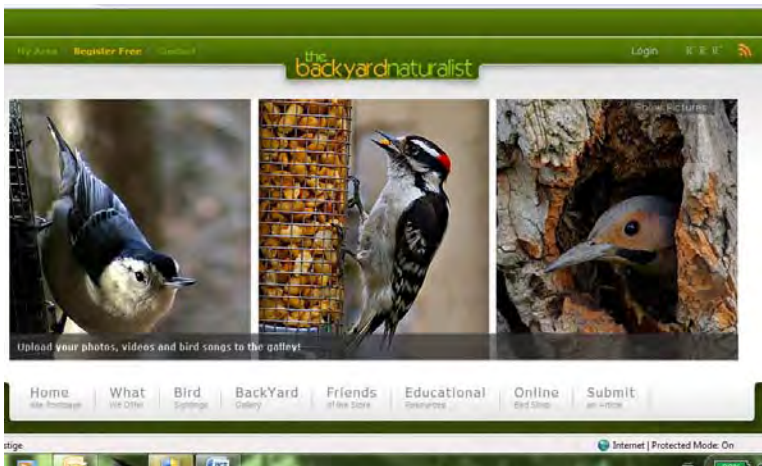 My Area Register Free Contact
Login
the
backyardnaturalist
Show Pictures
Upload your photos, videos and bird songs to the gallery!
Home What Bird BackYard Friends Educational Online Submit
We Offer Sightings Gallery of the Store Resources Bird Shop an Article
stige
Internet | Protected Mode: On